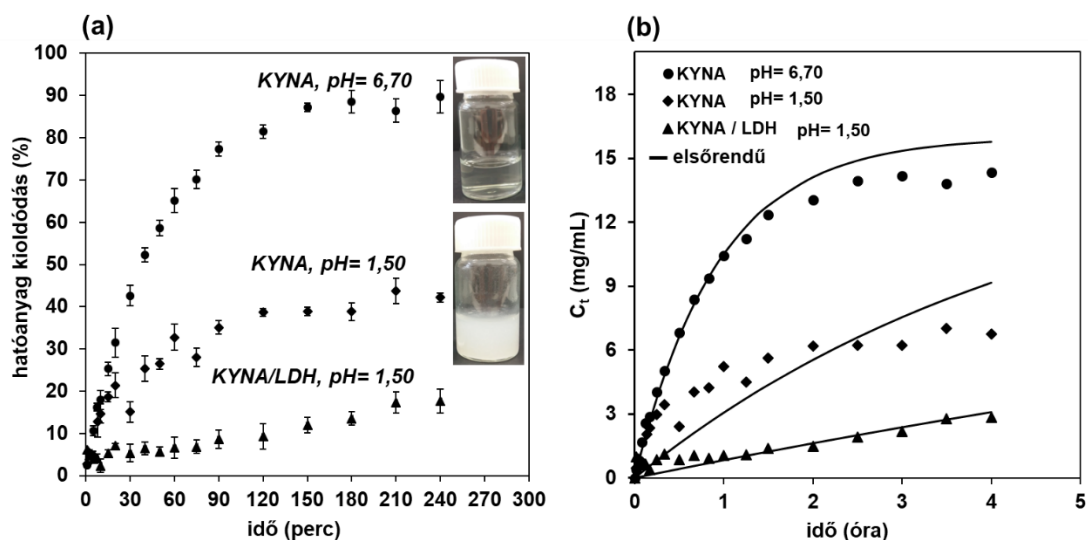 (a)
hatóanyag kioldódás (%)
100
90
80
70
60
50
40
30
20
10
0
KYNA, pH= 6,70
KYNA, pH= 1,50
KYNA/LDH, pH= 1,50
0 30 60 90 120 150 180 210 240 270 300
idő (perc)
(b)
Ct (mg/mL)
18
15
12
9
6
3
0
KYNA pH= 6,70
KYNA pH= 1,50
KYNA / LDH pH= 1,50
elsőrendű
0 1 2 3 4 5
idő (óra)